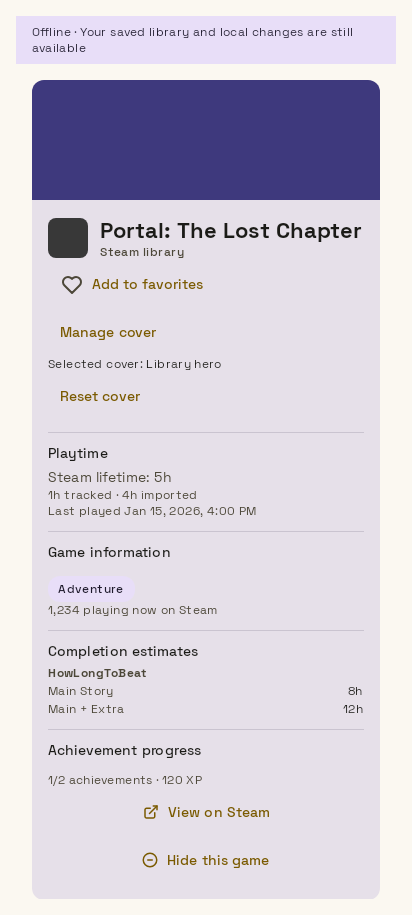 Offline · Your saved library and local changes are still
available
Portal: The Lost Chapter
Steam library
Add to favorites
Manage cover
Selected cover: Library hero
Reset cover
Playtime
Steam lifetime: 5h
1h tracked · 4h imported
Last played Jan 15, 2026, 4:00 PM
Game information
Adventure
1,234 playing now on Steam
Completion estimates
HowLongToBeat
Main Story 8h
Main + Extra 12h
Achievement progress
1/2 achievements · 120 XP
View on Steam
Hide this game